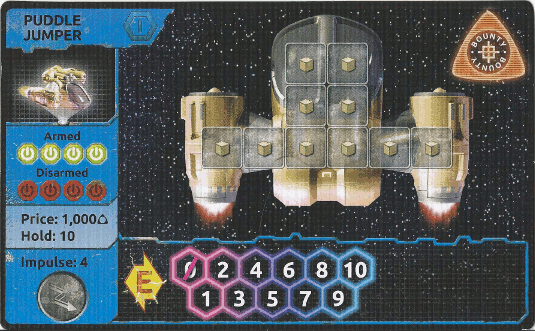 PUDDLE
JUMPER
I
BOUNTY
BOUNTY
Armed
Disarmed
Price: 1,000
Hold: 10
Impulse: 4
E
0 2 4 6 8 10
1 3 5 7 9